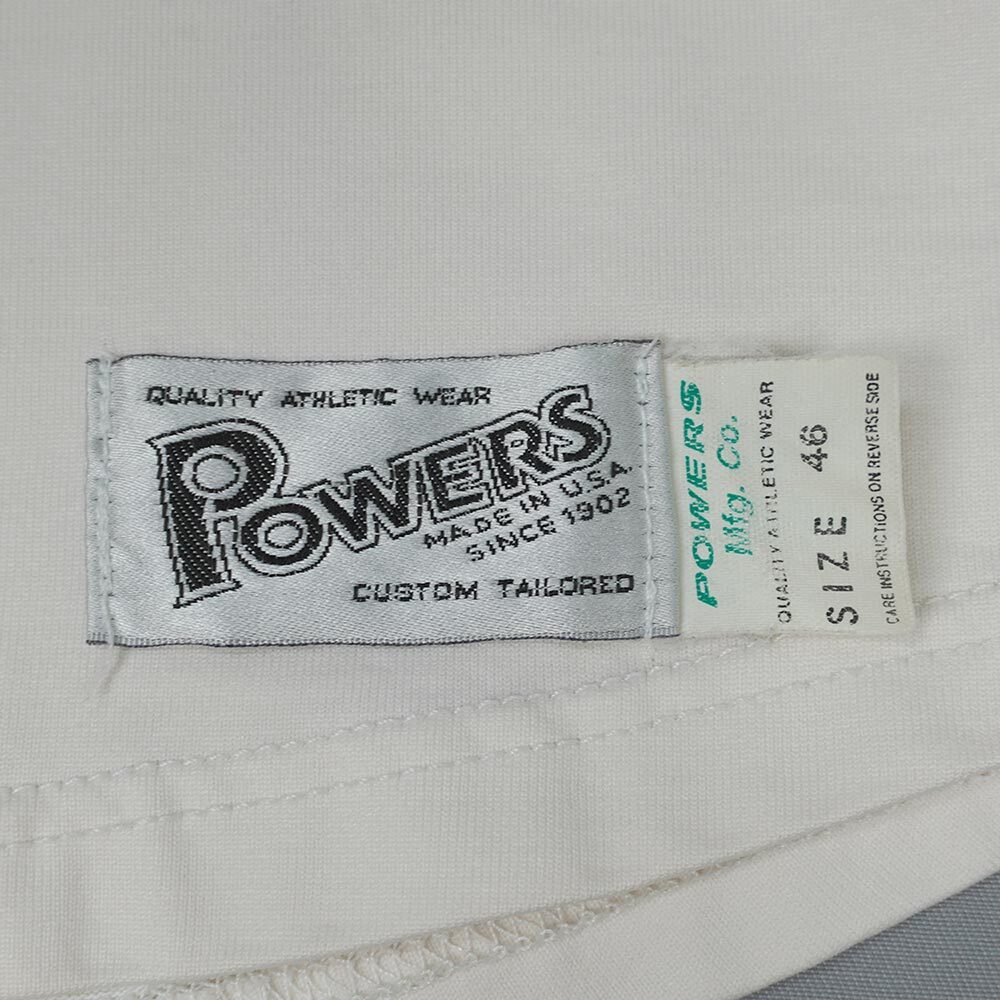 QUALITY ATHLETIC WEAR
POWERS
MADE IN U.S.A.
SINCE 1902
CUSTOM TAILORED
POWERS
Mfg. Co.
QUALITY ATHLETIC WEAR
SIZE 46
CARE INSTRUCTIONS ON REVERSE SIDE